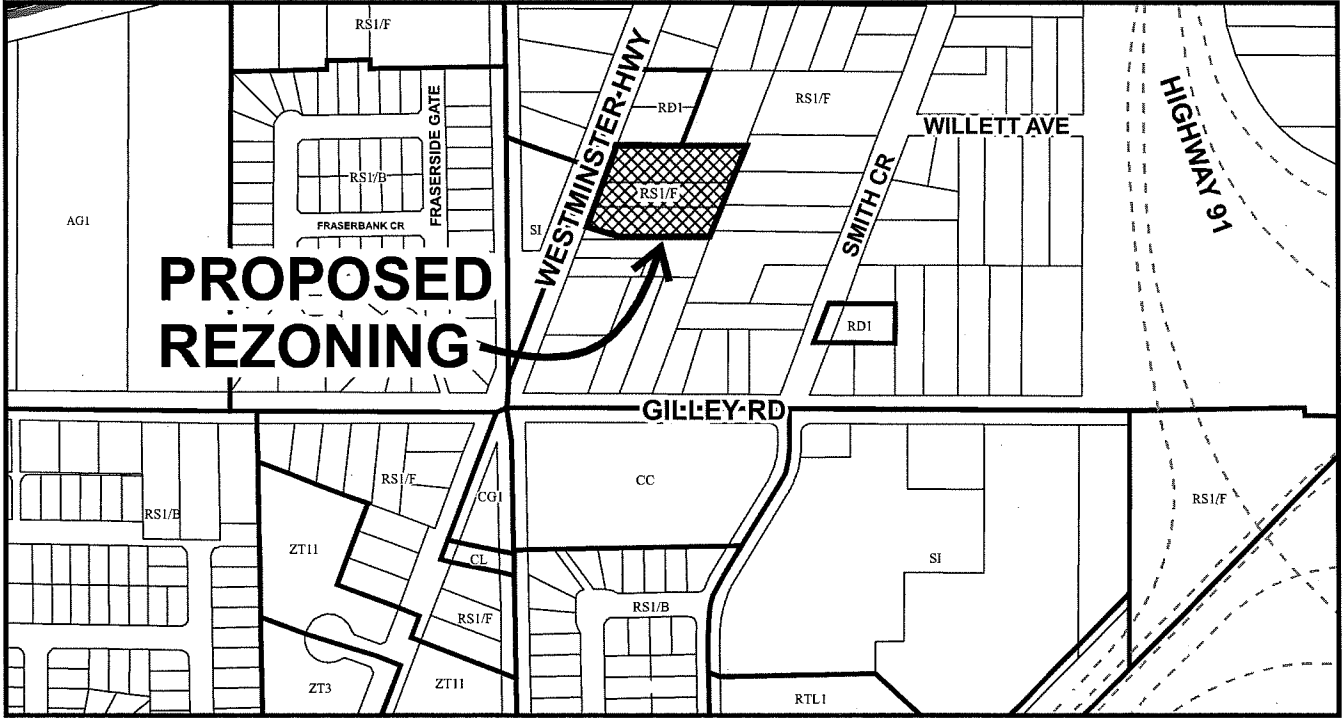 RS1/F
WESTMINSTER HWY
RD1
RS1/F
HIGHWAY 91
FRASERSIDE GATE
WILLETT AVE
RS1/B
AG1
FRASERBANK CR
RS1/F
SI
SMITH CR
PROPOSED
REZONING
RD1
GILLEY RD
RS1/F
CG1
CC
RS1/F
RS1/B
ZT11
CL
SI
RS1/F
RS1/B
ZT3
ZT11
RTL1